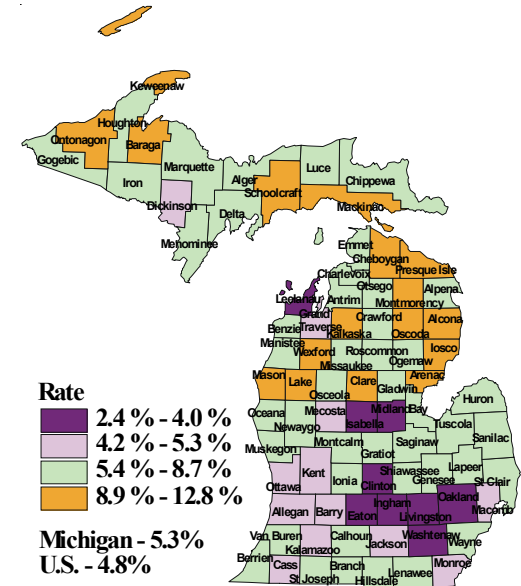 Keweenaw
Houghton
Ontonagon
Baraga
Gogebic
Marquette
Iron
Alger
Luce
Schoolcraft
Chippewa
Dickinson
Delta
Mackinac
Menominee
Emmet
Cheboygan
Presque Isle
Charlevoix
Otsego
Alpena
Leelanau
Antrim
Montmorency
Grand
Benzie
Traverse
Crawford
Alcona
Kalkaska
Oscoda
Manistee
Wexford
Roscommon
Iosco
Missaukee
Ogemaw
Mason
Lake
Clare
Arenac
Osceola
Gladwin
Huron
Rate
2.4 % - 4.0 %
4.2 % - 5.3 %
5.4 % - 8.7 %
8.9 % - 12.8 %
Michigan - 5.3%
U.S. - 4.8%
Oceana
Mecosta
Midland
Bay
Newaygo
Isabella
Tuscola
Sanilac
Muskegon
Montcalm
Saginaw
Gratiot
Kent
Shiawassee
Lapeer
Ionia
Clinton
Genesee
St Clair
Ottawa
Ingham
Oakland
Allegan
Barry
Eaton
Livingston
Macomb
Van Buren
Calhoun
Washtenaw
Kalamazoo
Jackson
Wayne
Berrien
Cass
Branch
Lenawee
Monroe
St Joseph
Hillsdale